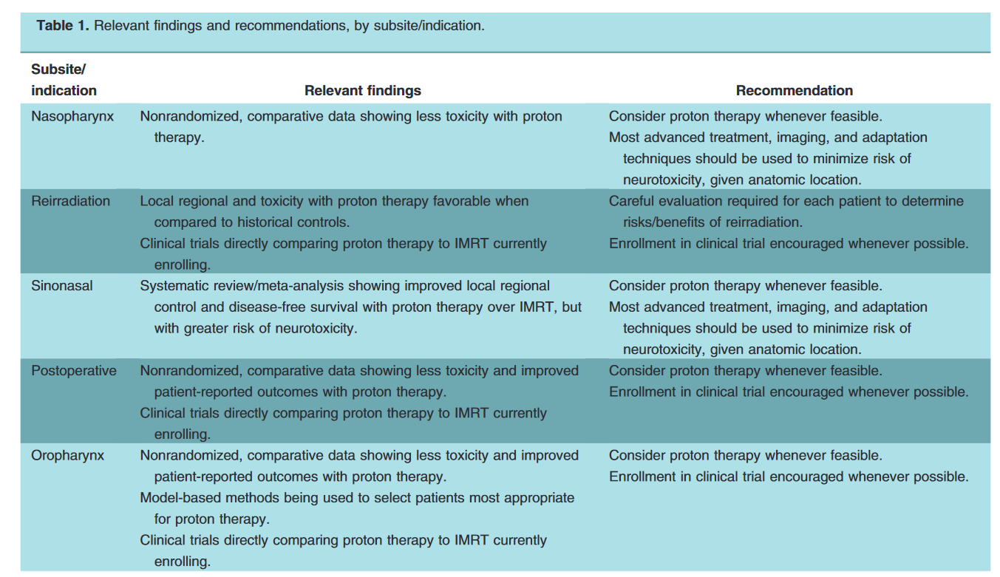 Table 1. Relevant findings and recommendations, by subsite/indication.
Subsite/
indication
Relevant findings
Recommendation
Nasopharynx
Nonrandomized, comparative data showing less toxicity with proton
therapy.
Consider proton therapy whenever feasible.
Most advanced treatment, imaging, and adaptation
techniques should be used to minimize risk of
neurotoxicity, given anatomic location.
Reirradiation
Local regional and toxicity with proton therapy favorable when
compared to historical controls.
Clinical trials directly comparing proton therapy to IMRT currently
enrolling.
Careful evaluation required for each patient to determine
risks/benefits of reirradiation.
Enrollment in clinical trial encouraged whenever possible.
Sinonasal
Systematic review/meta-analysis showing improved local regional
control and disease-free survival with proton therapy over IMRT, but
with greater risk of neurotoxicity.
Consider proton therapy whenever feasible.
Most advanced treatment, imaging, and adaptation
techniques should be used to minimize risk of
neurotoxicity, given anatomic location.
Postoperative
Nonrandomized, comparative data showing less toxicity and improved
patient-reported outcomes with proton therapy.
Clinical trials directly comparing proton therapy to IMRT currently
enrolling.
Consider proton therapy whenever feasible.
Enrollment in clinical trial encouraged whenever possible.
Oropharynx
Nonrandomized, comparative data showing less toxicity and improved
patient-reported outcomes with proton therapy.
Model-based methods being used to select patients most appropriate
for proton therapy.
Clinical trials directly comparing proton therapy to IMRT currently
enrolling.
Consider proton therapy whenever feasible.
Enrollment in clinical trial encouraged whenever possible.